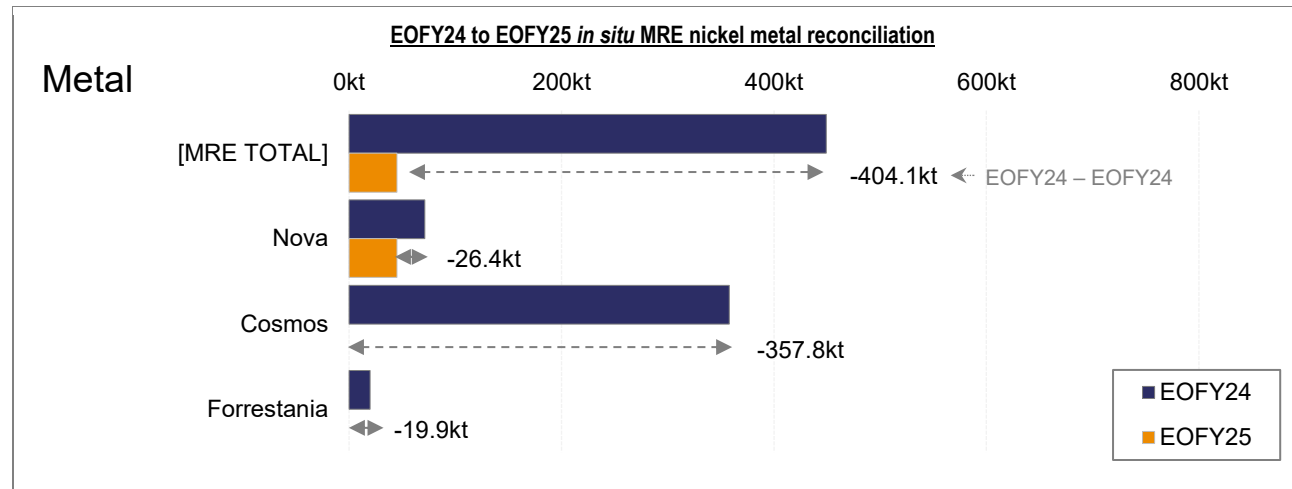 EOFY24 to EOFY25 in situ MRE nickel metal reconciliation
Metal
0kt 200kt 400kt 600kt 800kt
[MRE TOTAL]
-404.1kt EOFY24 – EOFY24
Nova
-26.4kt
Cosmos
-357.8kt
Forrestania
-19.9kt
EOFY24
EOFY25